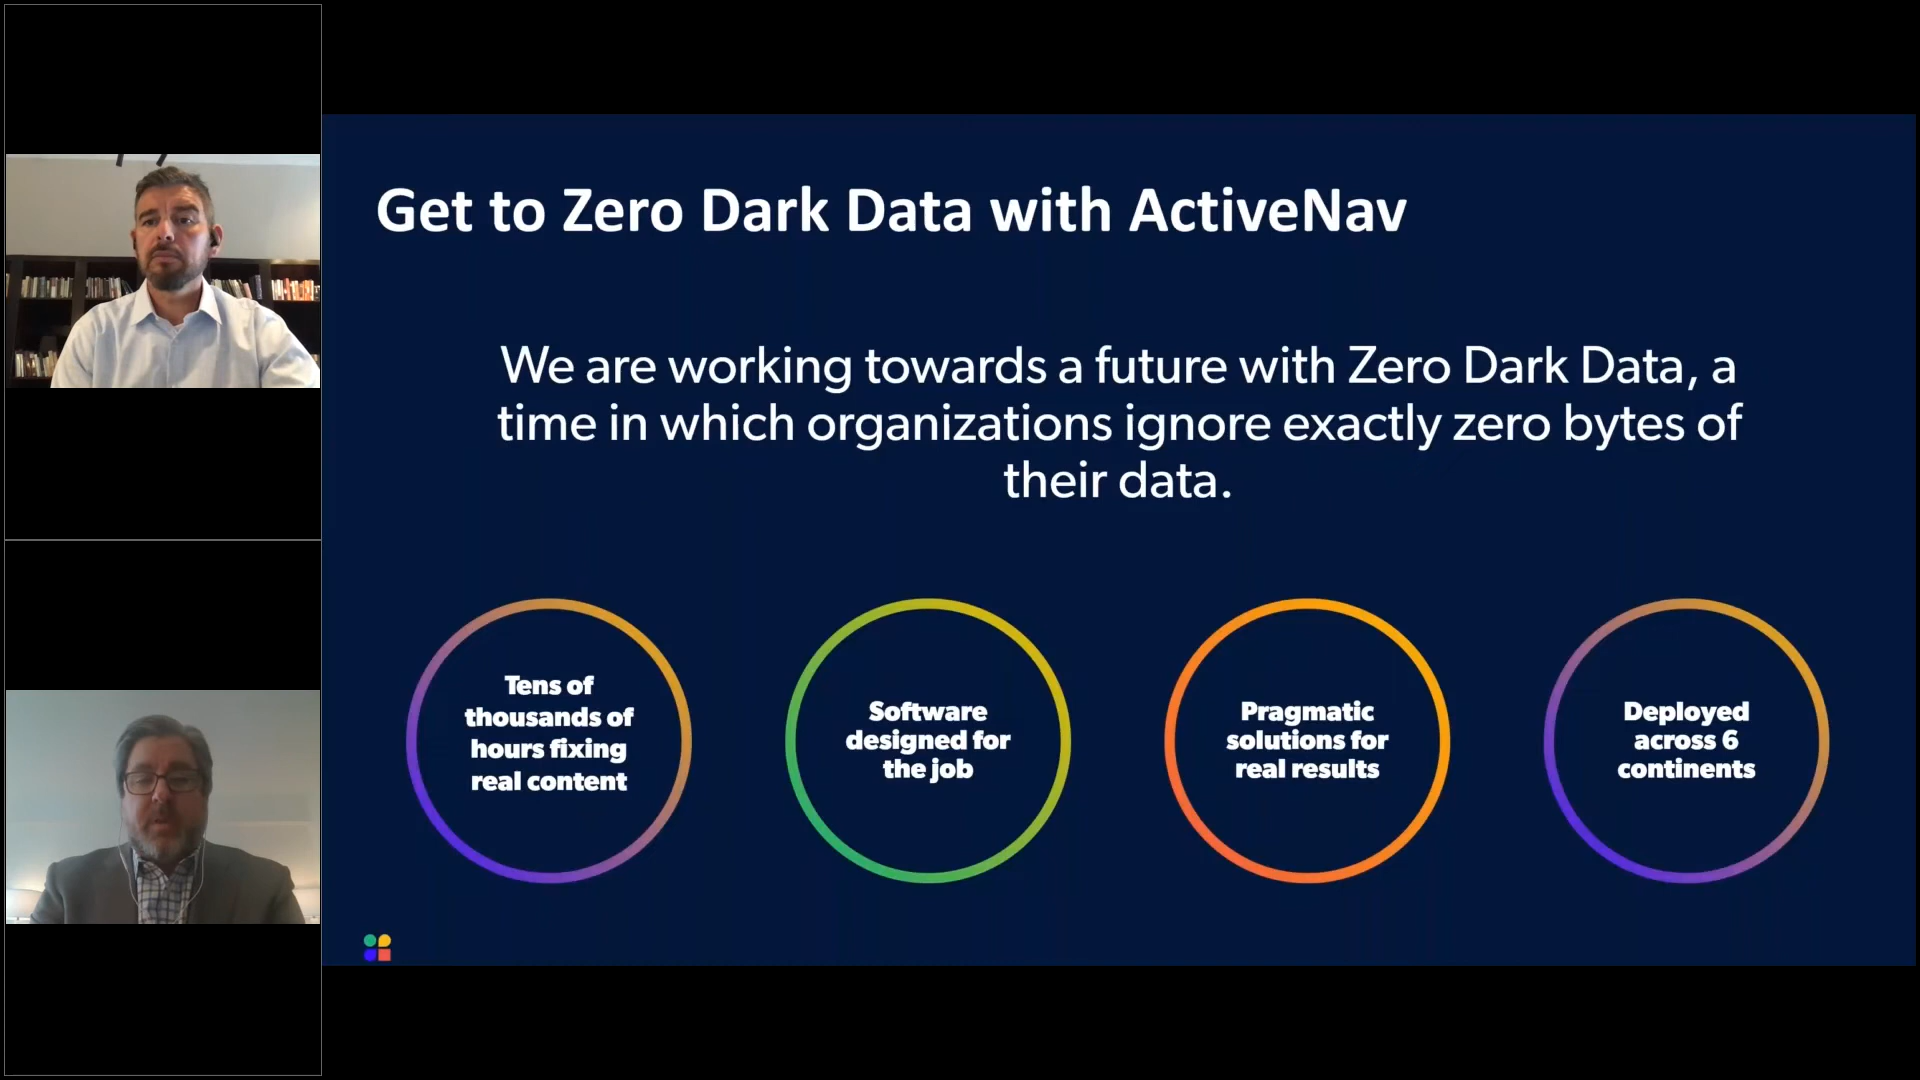 Get to Zero Dark Data with ActiveNav
We are working towards a future with Zero Dark Data, a
time in which organizations ignore exactly zero bytes of
their data.
Tens of
thousands of
hours fixing
real content
Software
designed for
the job
Pragmatic
solutions for
real results
Deployed
across 6
continents